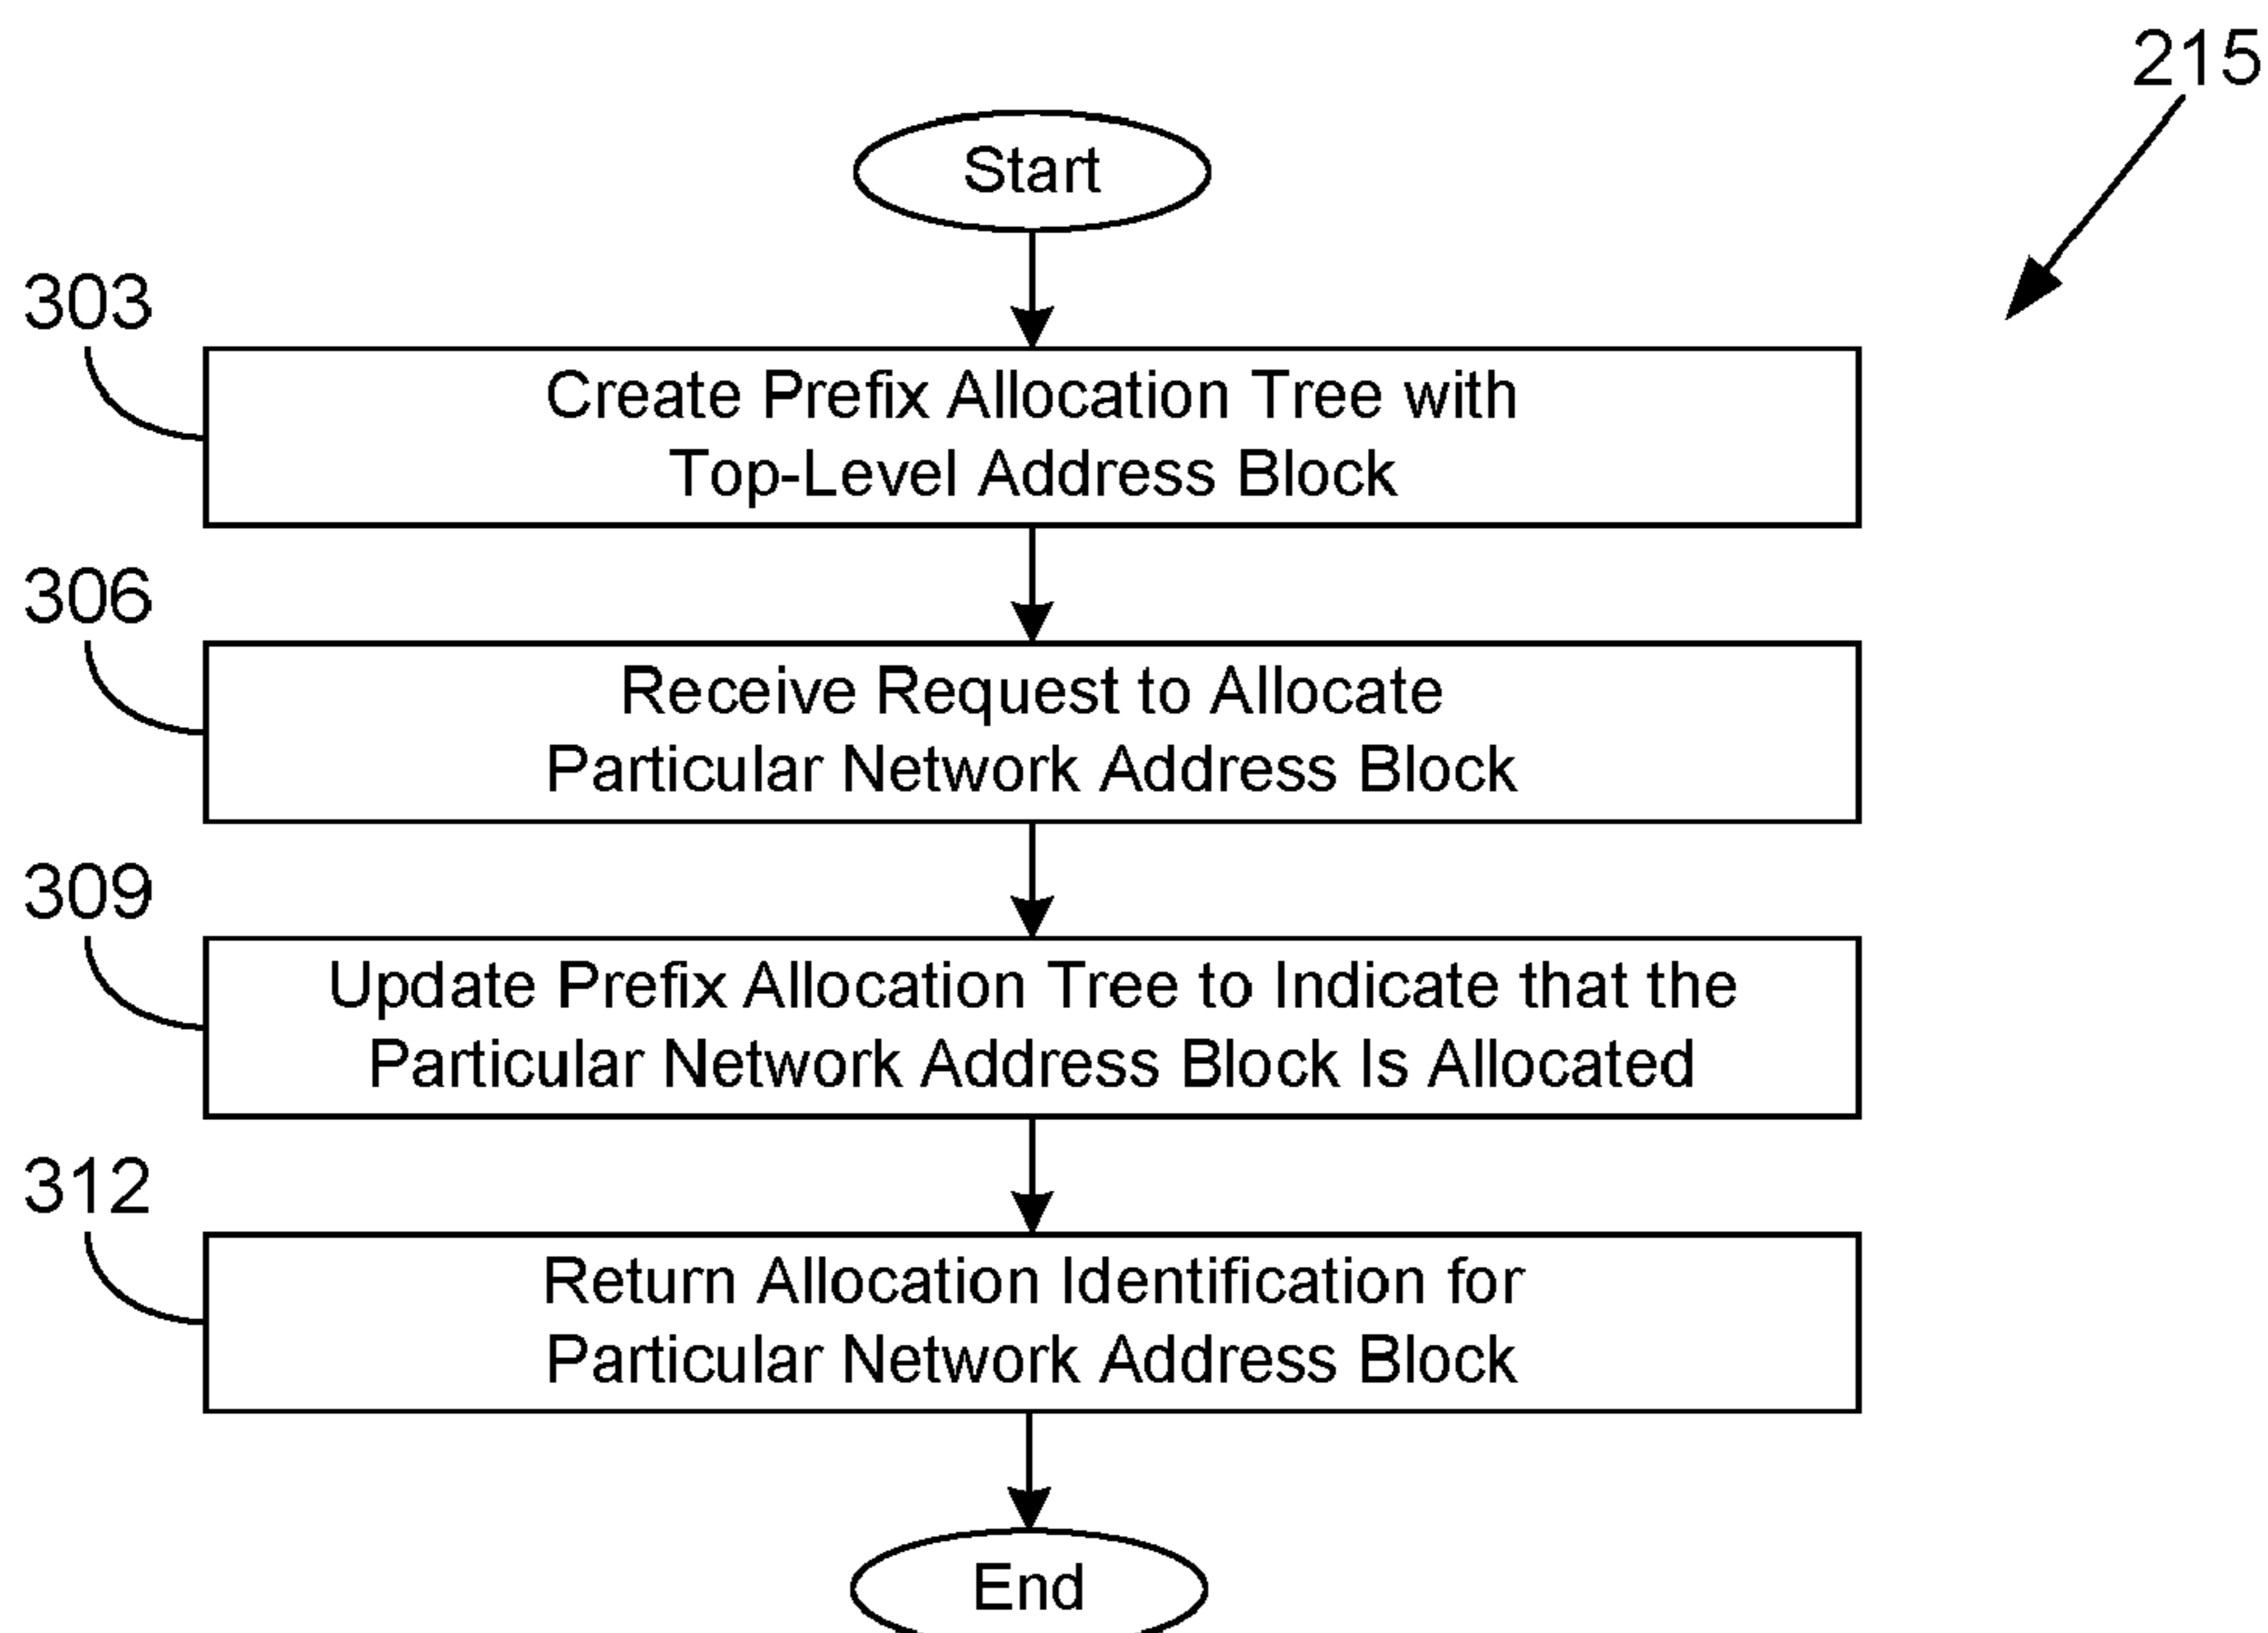 215
Start
303
Create Prefix Allocation Tree with
Top-Level Address Block
306
Receive Request to Allocate
Particular Network Address Block
309
Update Prefix Allocation Tree to Indicate that the
Particular Network Address Block Is Allocated
312
Return Allocation Identification for
Particular Network Address Block
End